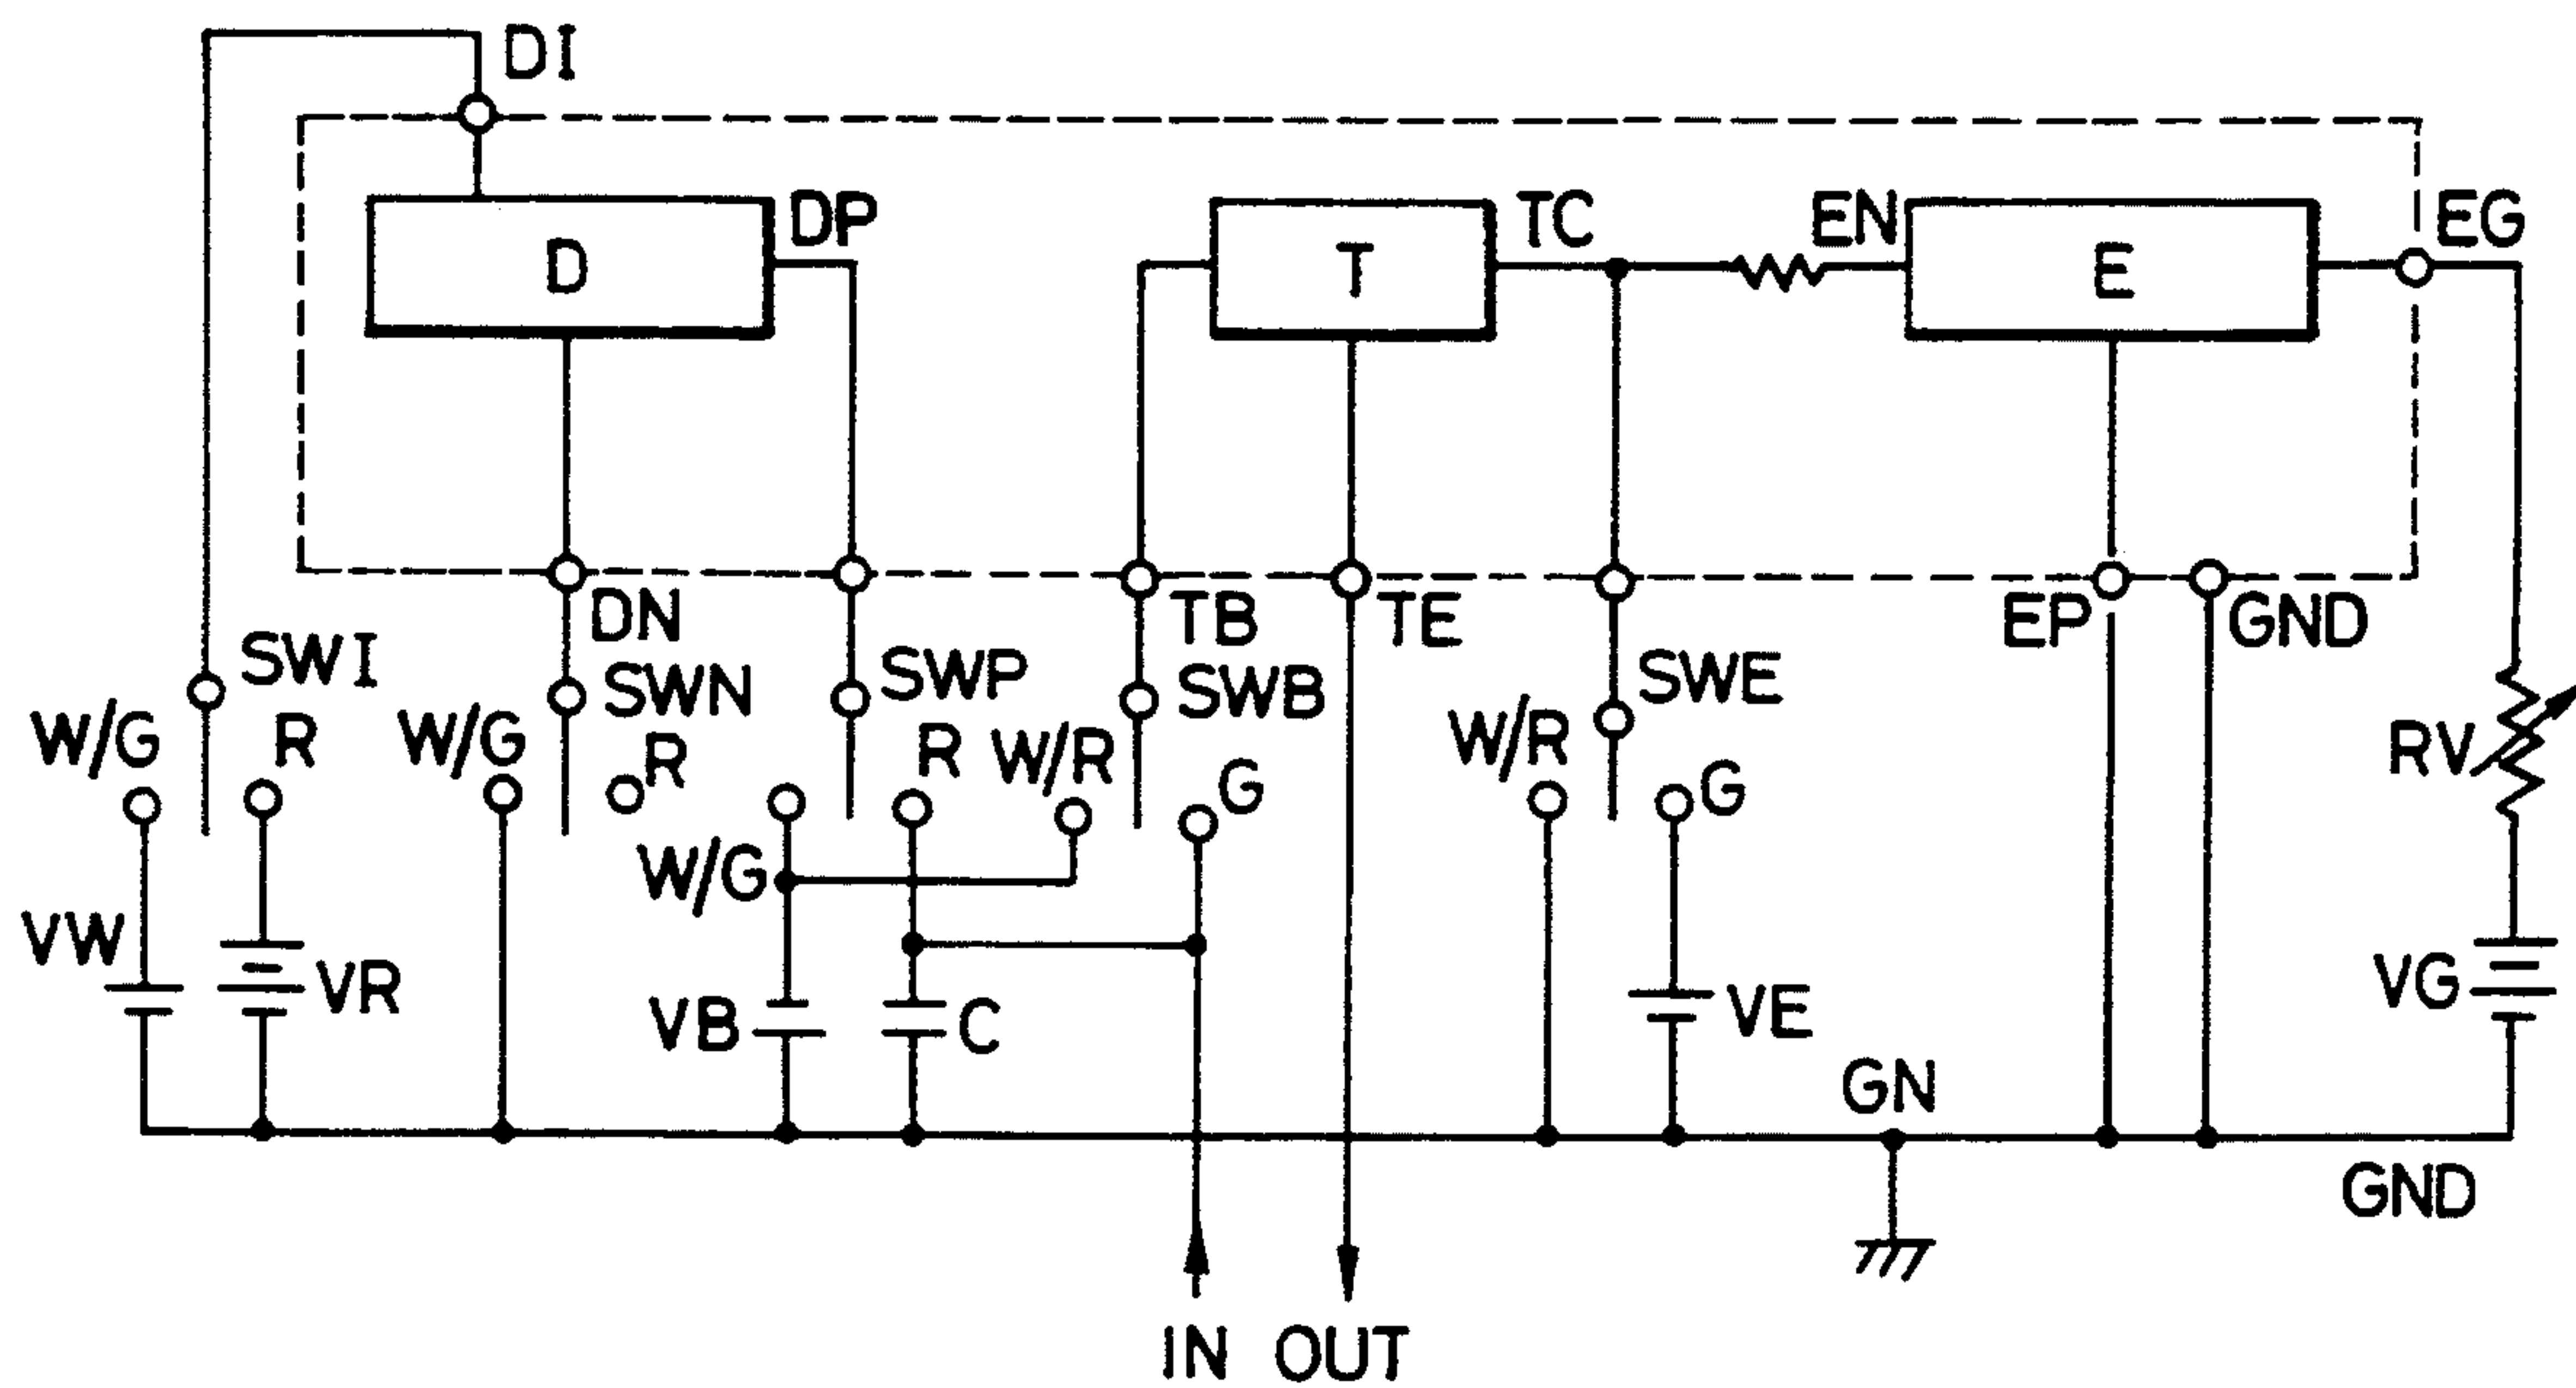 DI
DP
TC
EN
EG
D
T
E
DN
TB
TE
EP
GND
SWI
SWN
SWP
SWB
SWE
W/G
R
W/G
R
R
W/R
G
W/R
G
RV
W/G
VW
VR
VB
C
VE
VG
GN
GND
IN OUT